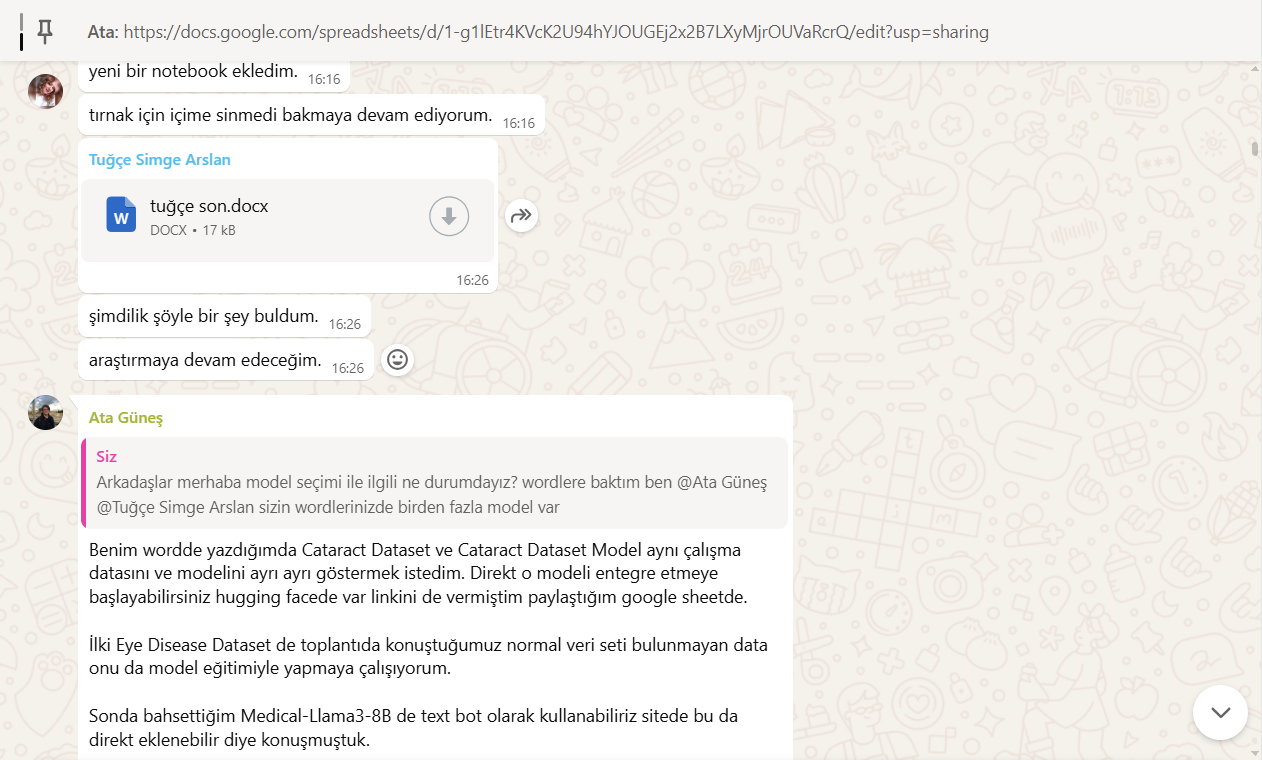 Ata: https://docs.google.com/spreadsheets/d/1-g1lEtr4KVcK2U94hYJOUGEj2x2B7LXyMjrOUVaRcrQ/edit?usp=sharing
yeni bir notebook ekledim. 16:16
tırnak için içime sinmedi bakmaya devam ediyorum. 16:16
Tuğçe Simge Arslan
W
tuğçe son.docx
DOCX • 17 kB
16:26
şimdilik şöyle bir şey buldum. 16:26
araştırmaya devam edeceğim. 16:26
Ata Güneş
Siz
Arkadaşlar merhaba model seçimi ile ilgili ne durumdayız? wordlere baktım ben @Ata Güneş
@Tuğçe Simge Arslan sizin wordlerinizde birden fazla model var
Benim wordde yazdığımda Cataract Dataset ve Cataract Dataset Model aynı çalışma
datasını ve modelini ayrı ayrı göstermek istedim. Direkt o modeli entegre etmeye
başlayabilirsiniz hugging facede var linkini de vermiştim paylaştığım google sheetde.
İlki Eye Disease Dataset de toplantıda konuştuğumuz normal veri seti bulunmayan data
onu da model eğitimiyle yapmaya çalışıyorum.
Sonda bahsettiğim Medical-Llama3-8B de text bot olarak kullanabiliriz sitede bu da
direkt eklenebilir diye konuşmuştuk.